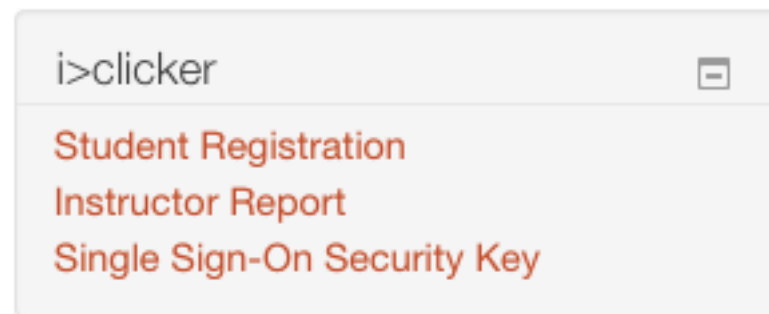 i>clicker
Student Registration
Instructor Report
Single Sign-On Security Key